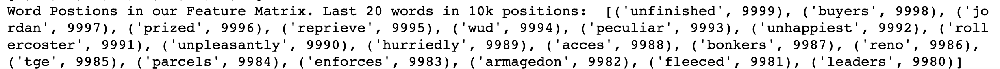 Word Postions in our Feature Matrix. Last 20 words in 10k positions:  [('unfinished', 9999), ('buyers', 9998), ('jo
rdan', 9997), ('prized', 9996), ('reprieve', 9995), ('wud', 9994), ('peculiar', 9993), ('unhappiest', 9992), ('roll
ercoster', 9991), ('unpleasantly', 9990), ('hurriedly', 9989), ('acces', 9988), ('bonkers', 9987), ('reno', 9986),
('tge', 9985), ('parcels', 9984), ('enforces', 9983), ('armagedon', 9982), ('fleeced', 9981), ('leaders', 9980)]